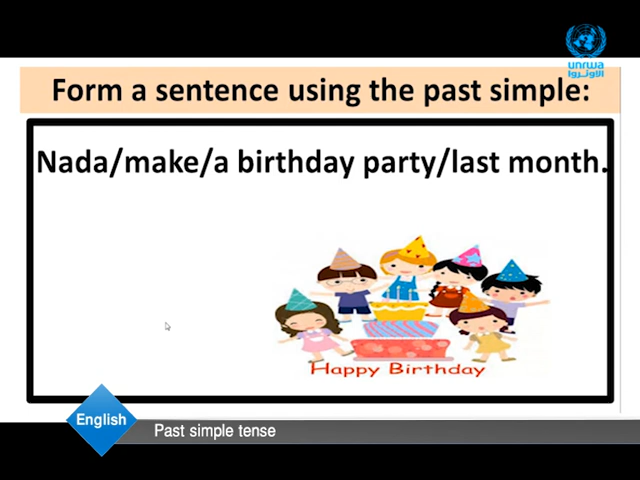 unrwa
الأونروا
Form a sentence using the past simple:
Nada/make/a birthday party/last month.
Happy Birthday
English
Past simple tense